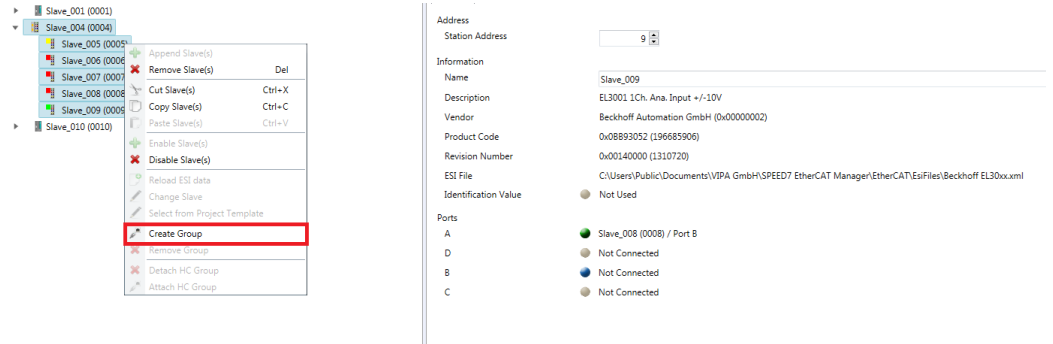 Slave_001 (0001)
Slave_004 (0004)
Slave_005 (0005)
Slave_006 (0006
Slave_007 (0007
Slave_008 (0008
Slave_009 (0009
Slave_010 (0010)
Append Slave(s)
Remove Slave(s) Del
Cut Slave(s) Ctrl+X
Copy Slave(s) Ctrl+C
Paste Slave(s) Ctrl+V
Enable Slave(s)
Disable Slave(s)
Reload ESI data
Change Slave
Select from Project Template
Create Group
Remove Group
Detach HC Group
Attach HC Group
Address
Station Address 9
Information
Name Slave_009
Description EL3001 1Ch. Ana. Input +/-10V
Vendor Beckhoff Automation GmbH (0x00000002)
Product Code 0x0BB93052 (196685906)
Revision Number 0x00140000 (1310720)
ESI File C:\Users\Public\Documents\VIPA GmbH\SPEED7 EtherCAT Manager\EtherCAT\EsiFiles\Beckhoff EL30xx.xml
Identification Value Not Used
Ports
A Slave_008 (0008) / Port B
D Not Connected
B Not Connected
C Not Connected